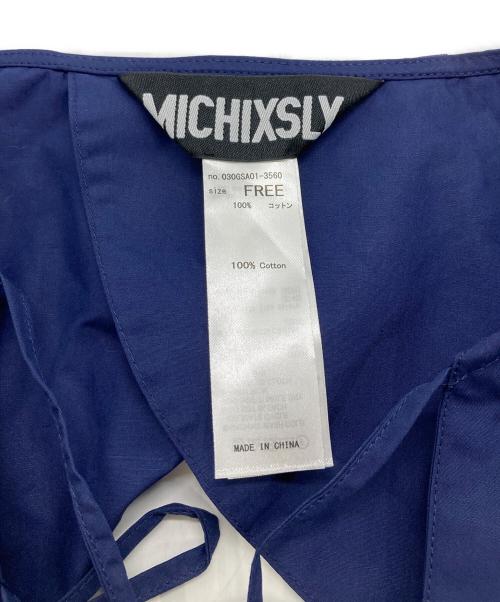 MICHIXSLY
no. 030GSA01-3560
size FREE
100% コットン
100% Cotton
MADE IN CHINA